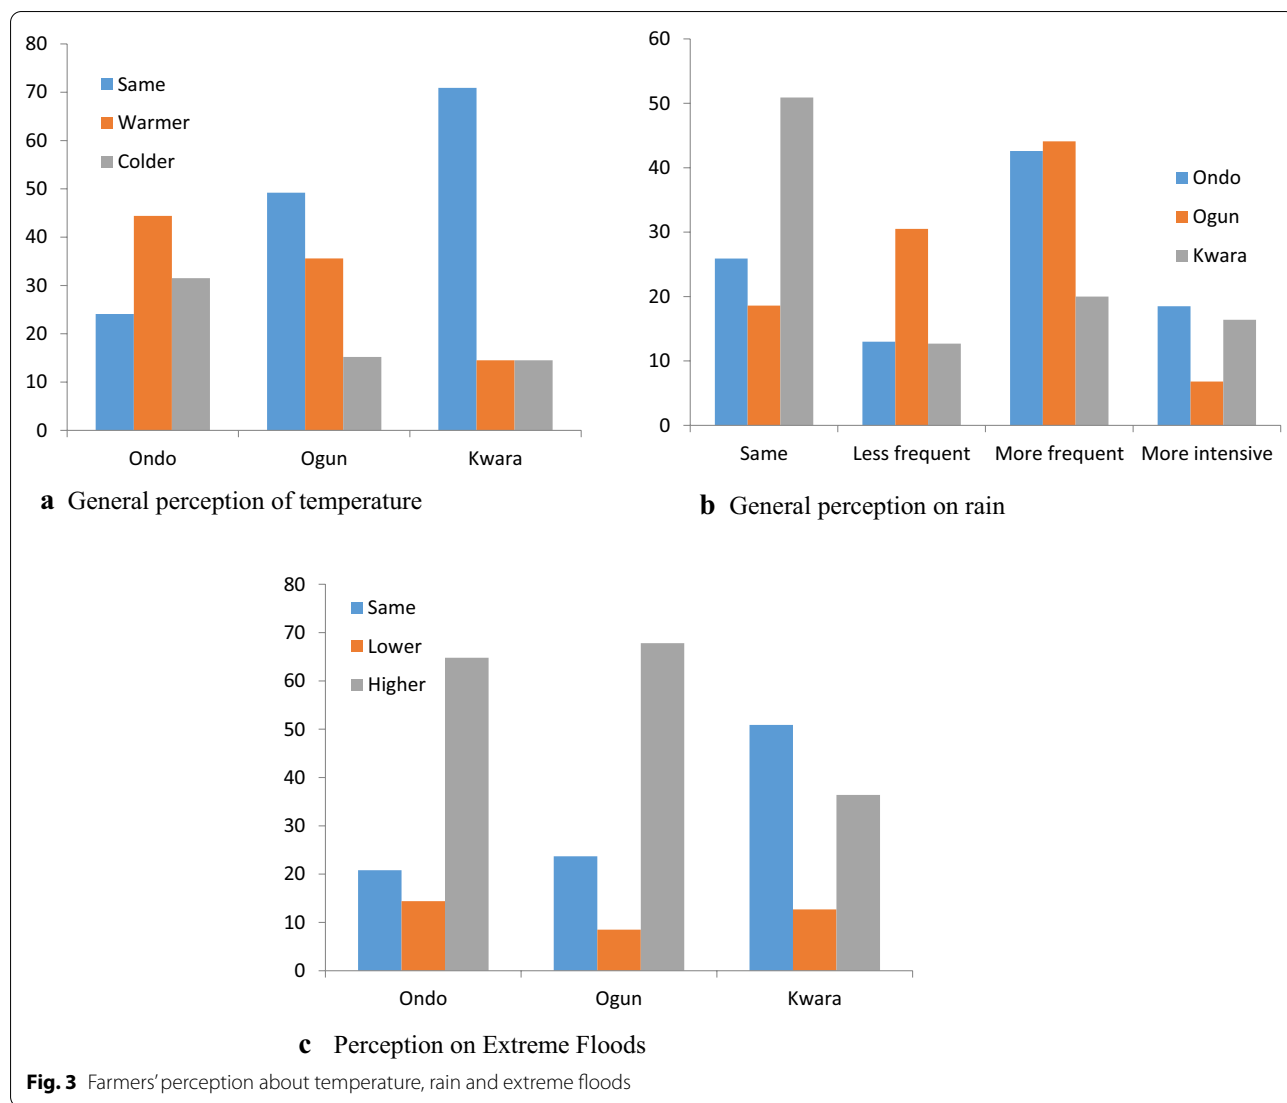 80
70
60
50
40
30
20
10
0
Same
Warmer
Colder
Ondo
Ogun
Kwara
a General perception of temperature
60
50
40
30
20
10
0
Ondo
Ogun
Kwara
Same
Less frequent
More frequent
More intensive
b General perception on rain
80
70
60
50
40
30
20
10
0
Same
Lower
Higher
Ondo
Ogun
Kwara
c Perception on Extreme Floods
Fig. 3 Farmers’ perception about temperature, rain and extreme floods